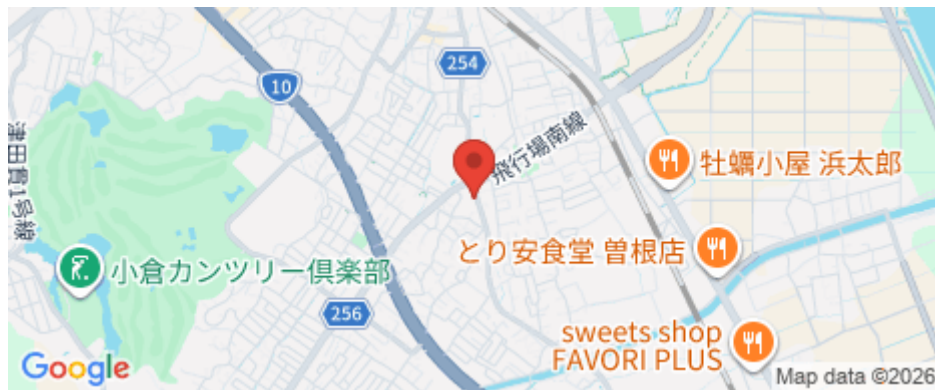 10
254
飛行場南線
牡蠣小屋 浜太郎
津田貫1号線
とり安食堂 曽根店
小倉カンツリー倶楽部
256
sweets shop
FAVORI PLUS
Google
Map data ©2026